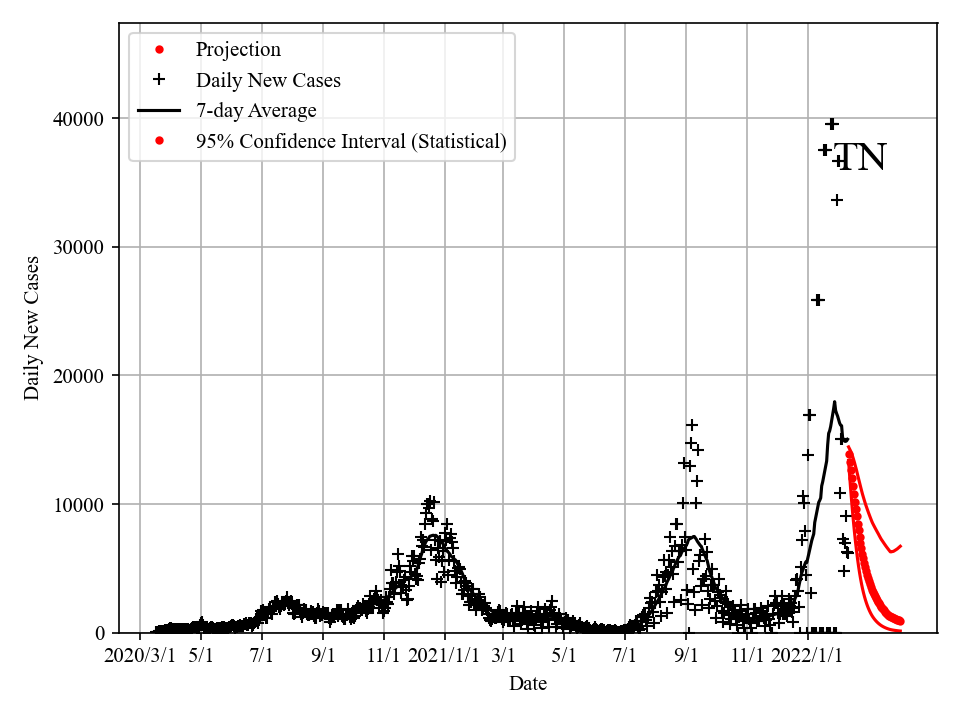 Projection
Daily New Cases
7-day Average
95% Confidence Interval (Statistical)
TN
Daily New Cases
40000
30000
20000
10000
0
2020/3/1 5/1 7/1 9/1 11/1 2021/1/1 3/1 5/1 7/1 9/1 11/1 2022/1/1
Date